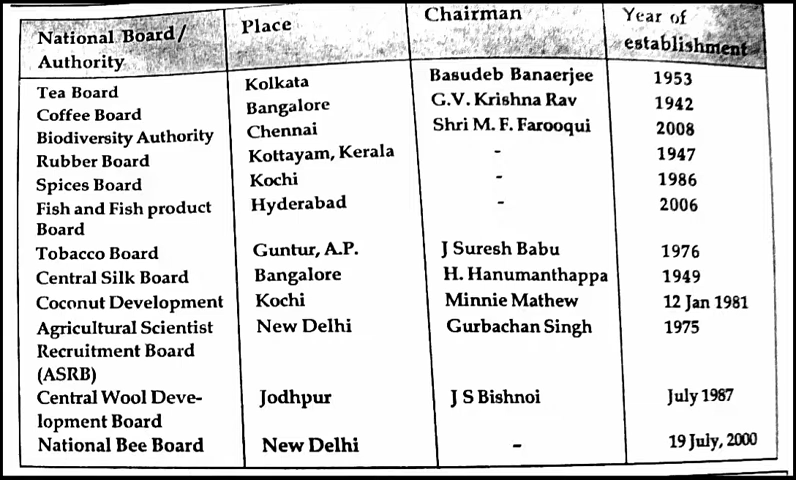 National Board/ Place Chairman Year of
Authority establishment
Tea Board Kolkata Basudeb Banaerjee 1953
Coffee Board Bangalore G.V. Krishna Rav 1942
Biodiversity Authority Chennai Shri M. F. Farooqui 2008
Rubber Board Kottayam, Kerala - 1947
Spices Board Kochi - 1986
Fish and Fish product Hyderabad - 2006
Board
Tobacco Board Guntur, A.P. J Suresh Babu 1976
Central Silk Board Bangalore H. Hanumanthappa 1949
Coconut Development Kochi Minnie Mathew 12 Jan 1981
Agricultural Scientist New Delhi Gurbachan Singh 1975
Recruitment Board
(ASRB)
Central Wool Deve- Jodhpur J S Bishnoi July 1987
lopment Board
National Bee Board New Delhi - 19 July, 2000